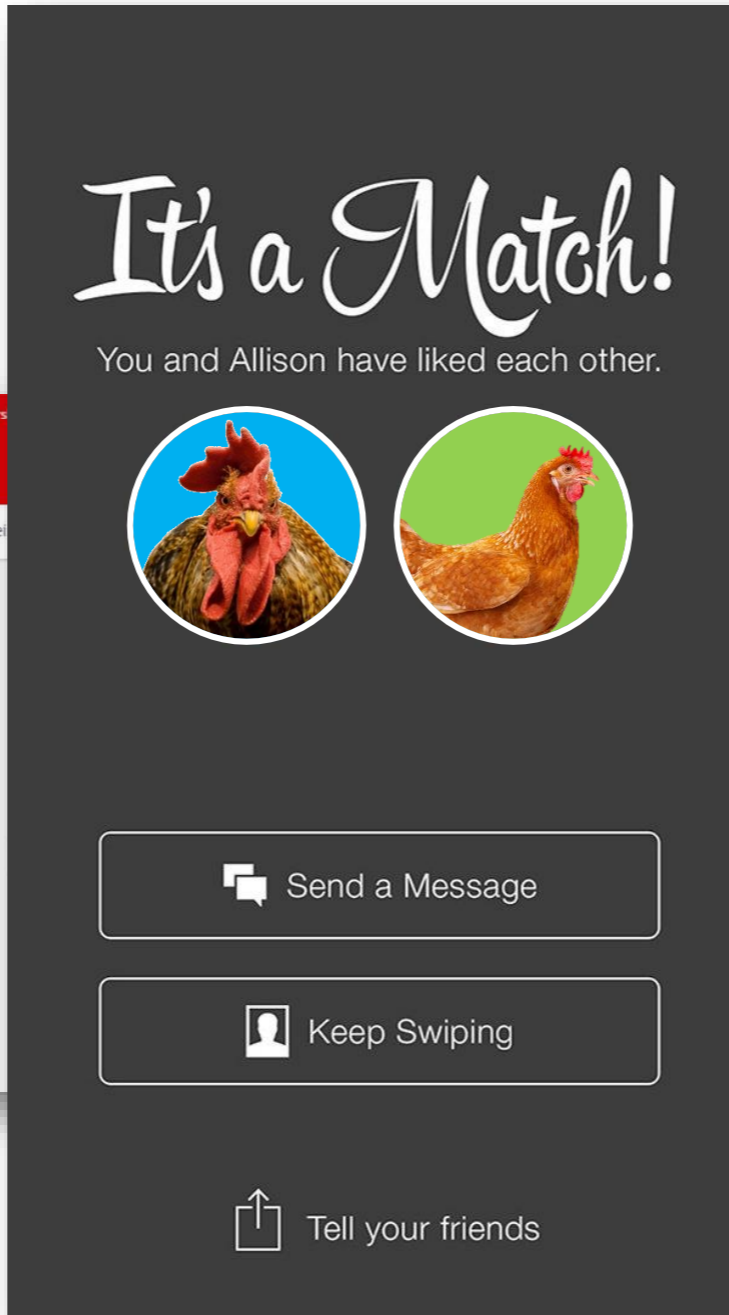 It's a Match!
You and Allison have liked each other.
Send a Message
Keep Swiping
Tell your friends